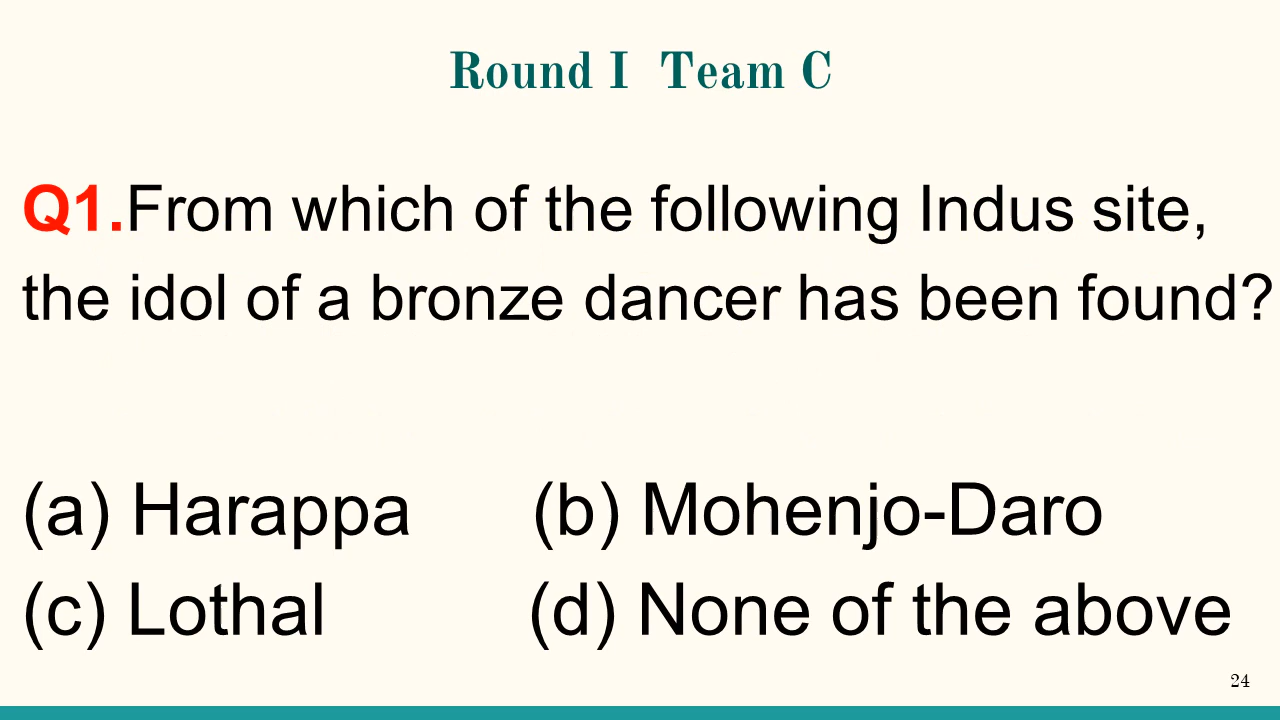 Round I Team C
Q1.From which of the following Indus site,
the idol of a bronze dancer has been found?
(a) Harappa (b) Mohenjo-Daro
(c) Lothal (d) None of the above
24